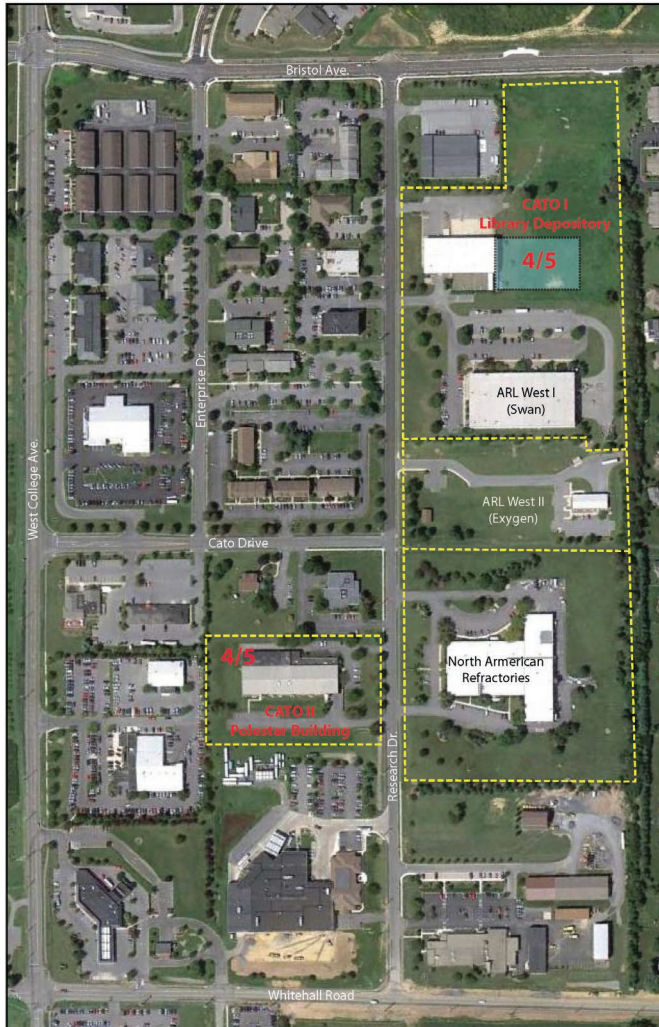 Bristol Ave.
CATO I
Library Depository
4/5
Enterprise Dr.
ARL West I
(Swan)
West College Ave.
ARL West II
(Exygen)
Cato Drive
4/5
North Armerican
Refractories
CATO II
Polestar Building
Research Dr.
Whitehall Road